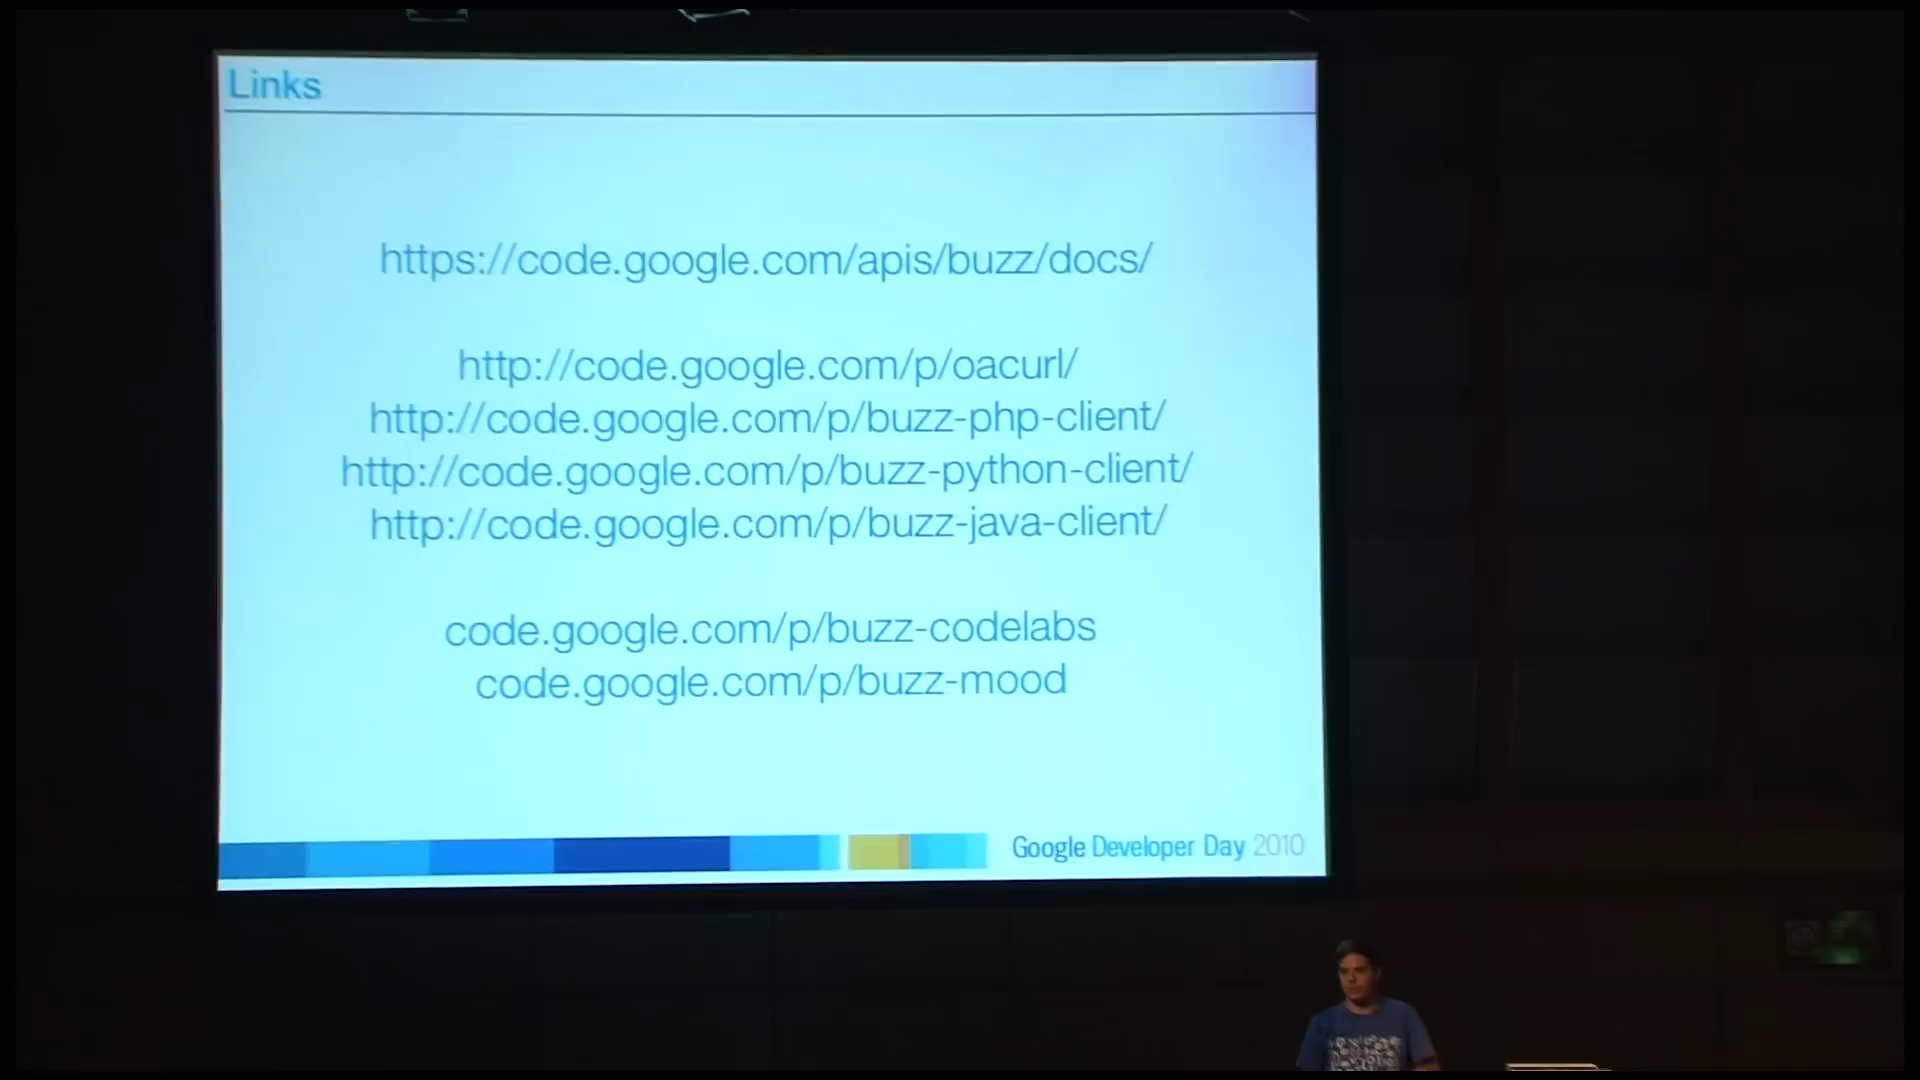 Links
https://code.google.com/apis/buzz/docs/
http://code.google.com/p/oacurl/
http://code.google.com/p/buzz-php-client/
http://code.google.com/p/buzz-python-client/
http://code.google.com/p/buzz-java-client/
code.google.com/p/buzz-codelabs
code.google.com/p/buzz-mood
Google Developer Day 2010